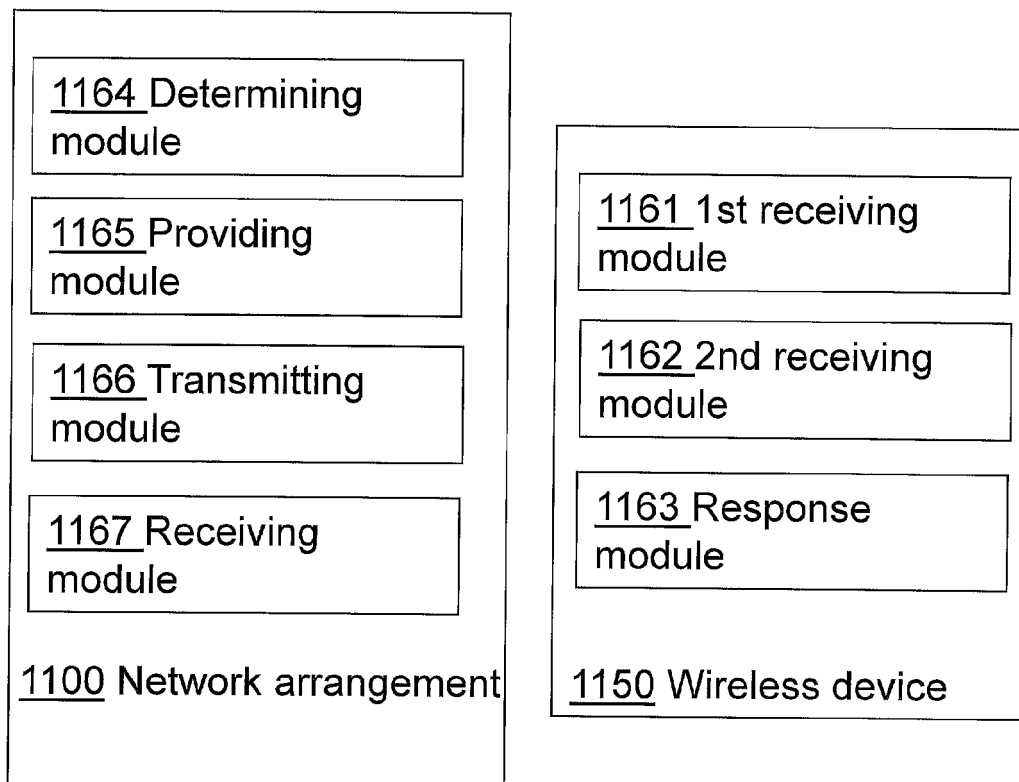 1164 Determining
module
1165 Providing
module
1166 Transmitting
module
1167 Receiving
module
1100 Network arrangement
1161 1st receiving
module
1162 2nd receiving
module
1163 Response
module
1150 Wireless device